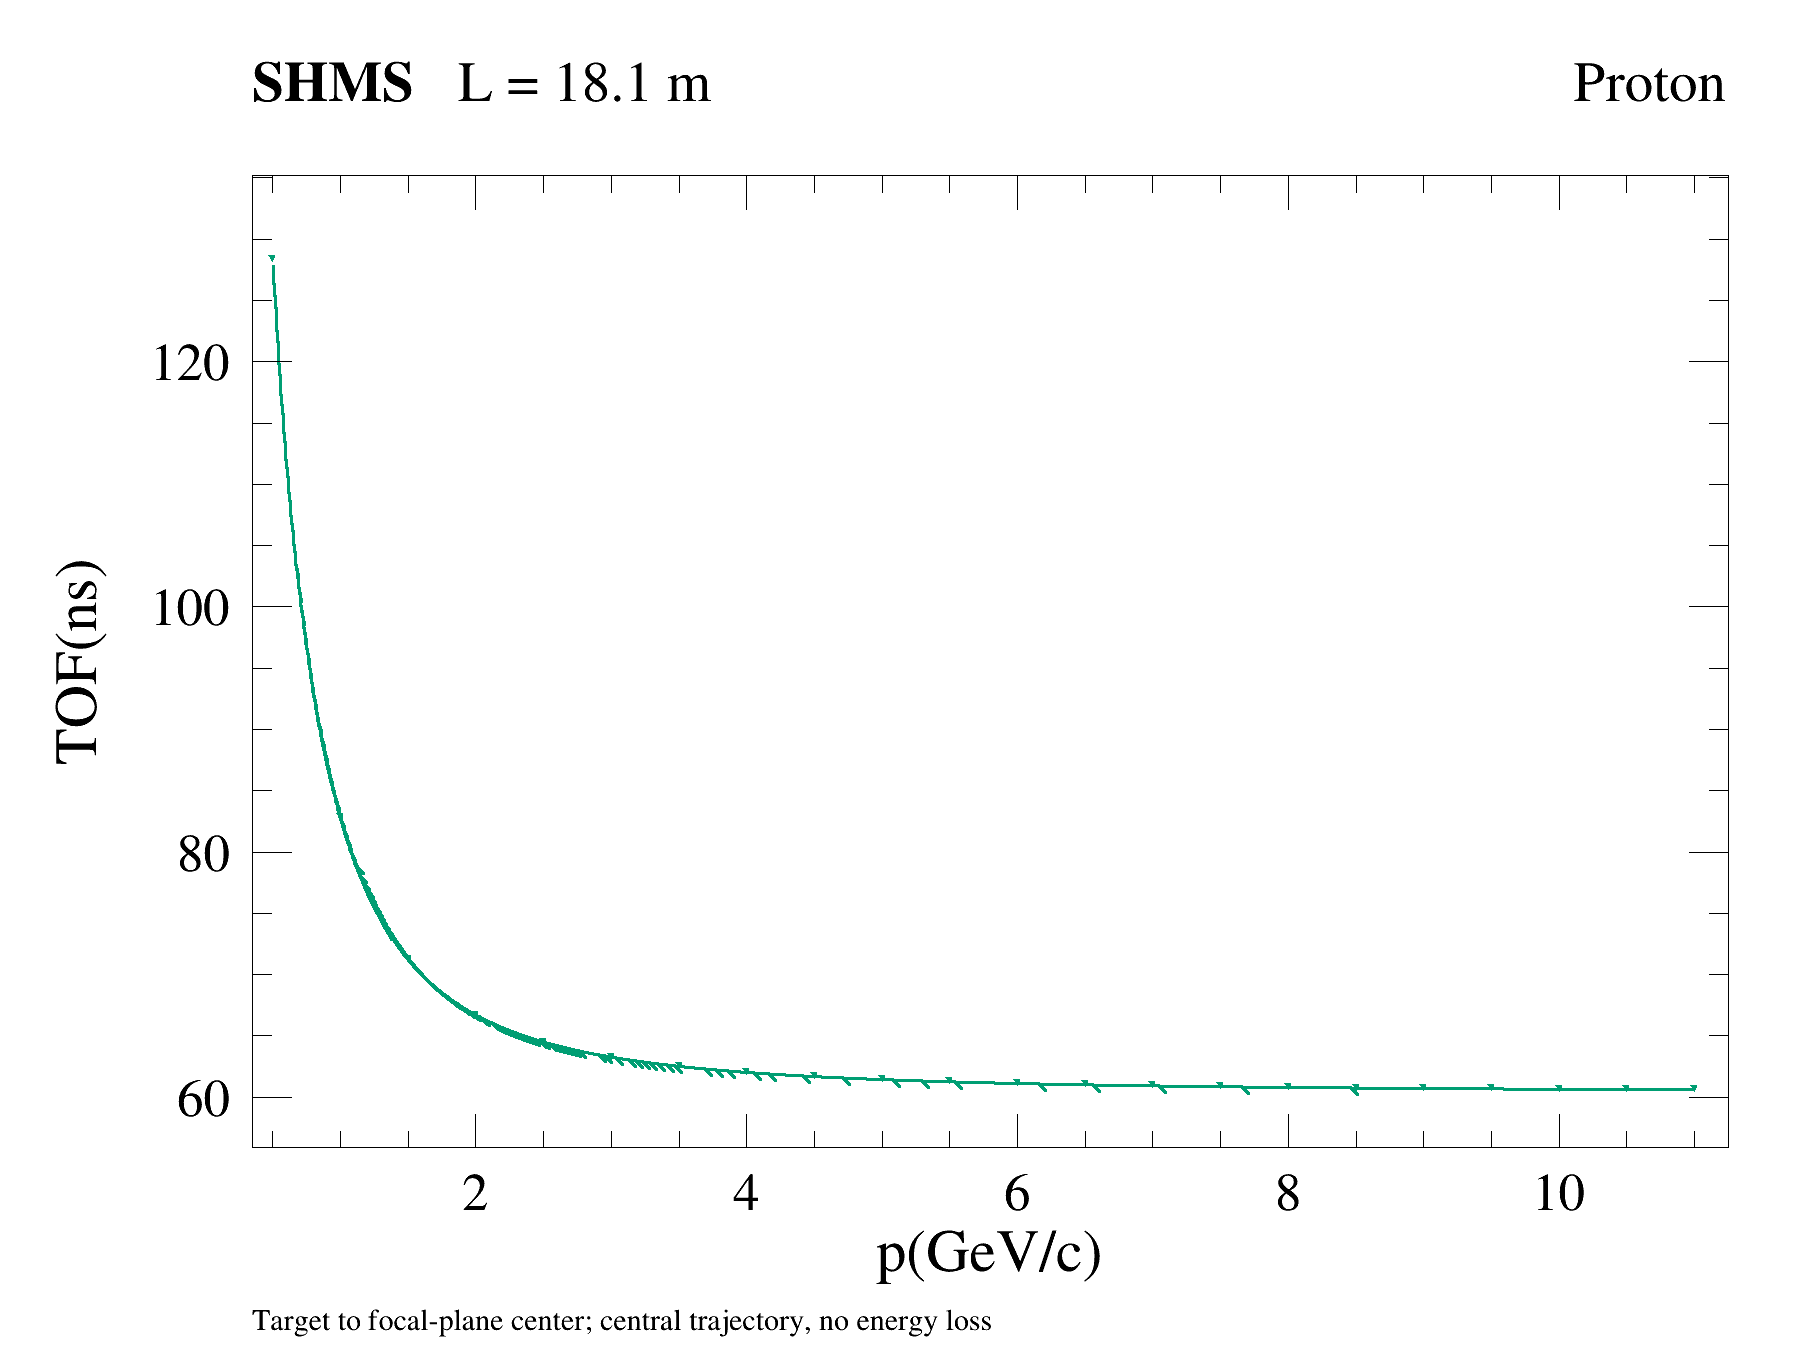 SHMS L = 18.1 m
Proton
TOF(ns)
120
100
80
60
2 4 6 8 10
p(GeV/c)
Target to focal-plane center; central trajectory, no energy loss